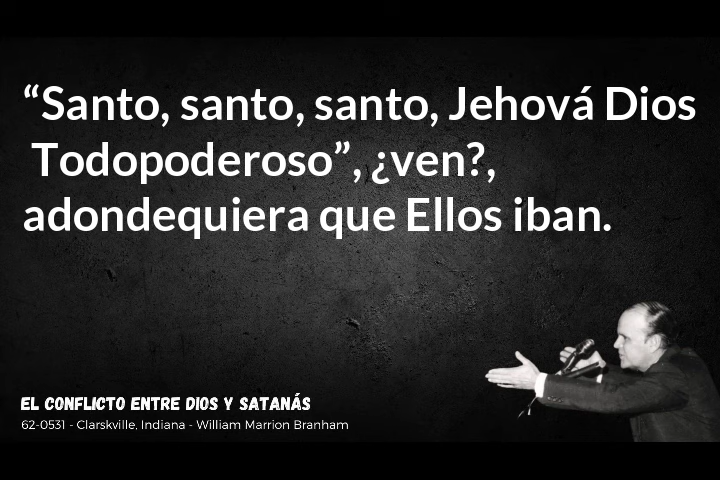 “Santo, santo, santo, Jehová Dios
Todopoderoso”, ¿ven?,
adondequiera que Ellos iban.
EL CONFLICTO ENTRE DIOS Y SATANÁS
62-0531 - Clarskville, Indiana - William Marrion Branham